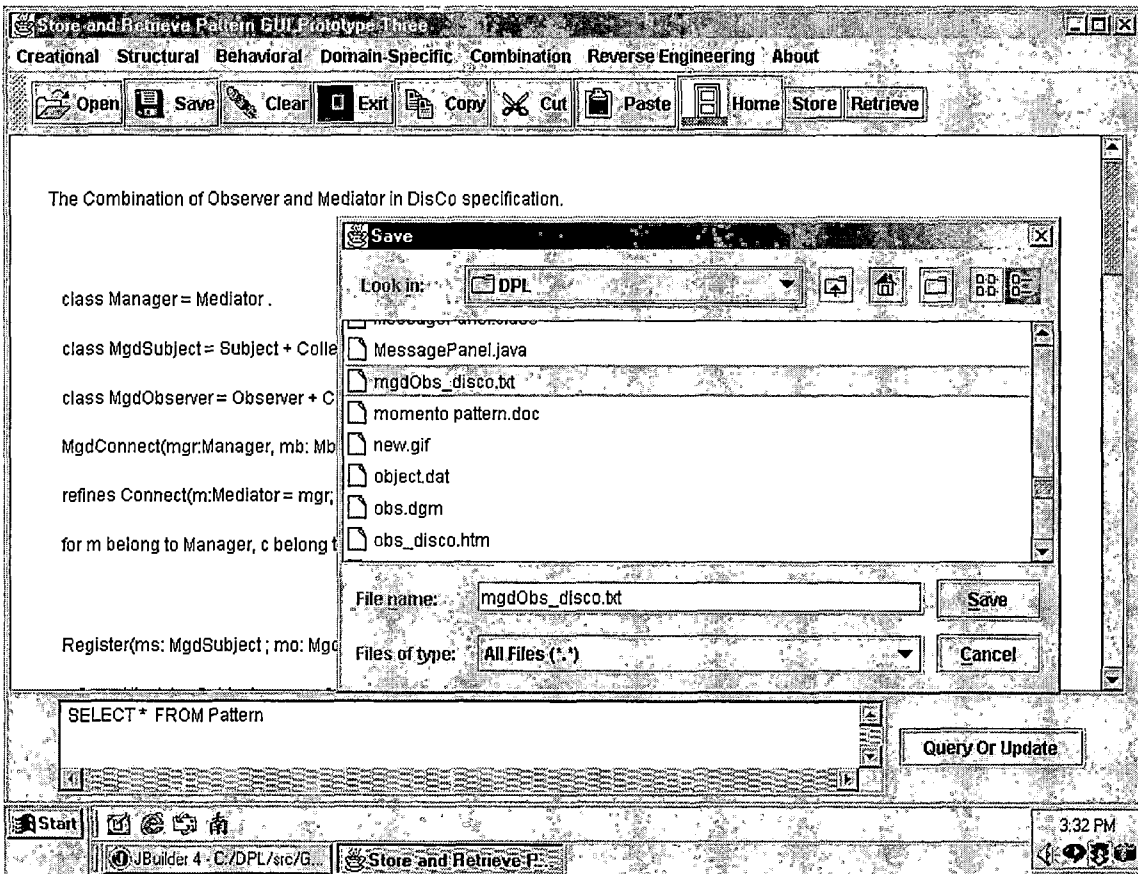 Store and Retrieve Pattern GUI Prototype Three
Creational Structural Behavioral Domain-Specific Combination Reverse Engineering About
Open Save Clear Exit Copy Cut Paste Home Store Retrieve
The Combination of Observer and Mediator in DisCo specification.
class Manager = Mediator .
class MgdSubject = Subject + Colle
class MgdObserver = Observer + C
MgdConnect(mgr:Manager, mb: Mb
refines Connect(m:Mediator = mgr;
for m belong to Manager, c belong t
Register(ms: MgdSubject ; mo: Mgd
Save
Look in: DPL
MessagePanel.java
mgdObs_disco.txt
momento pattern.doc
new.gif
object.dat
obs.dgm
obs_disco.htm
File name: mgdObs_disco.txt Save
Files of type: All Files (*.*) Cancel
SELECT * FROM Pattern
Query Or Update
Start 南
3:32 PM
JBuilder 4 - C:/DPL/src/G... Store and Retrieve P...